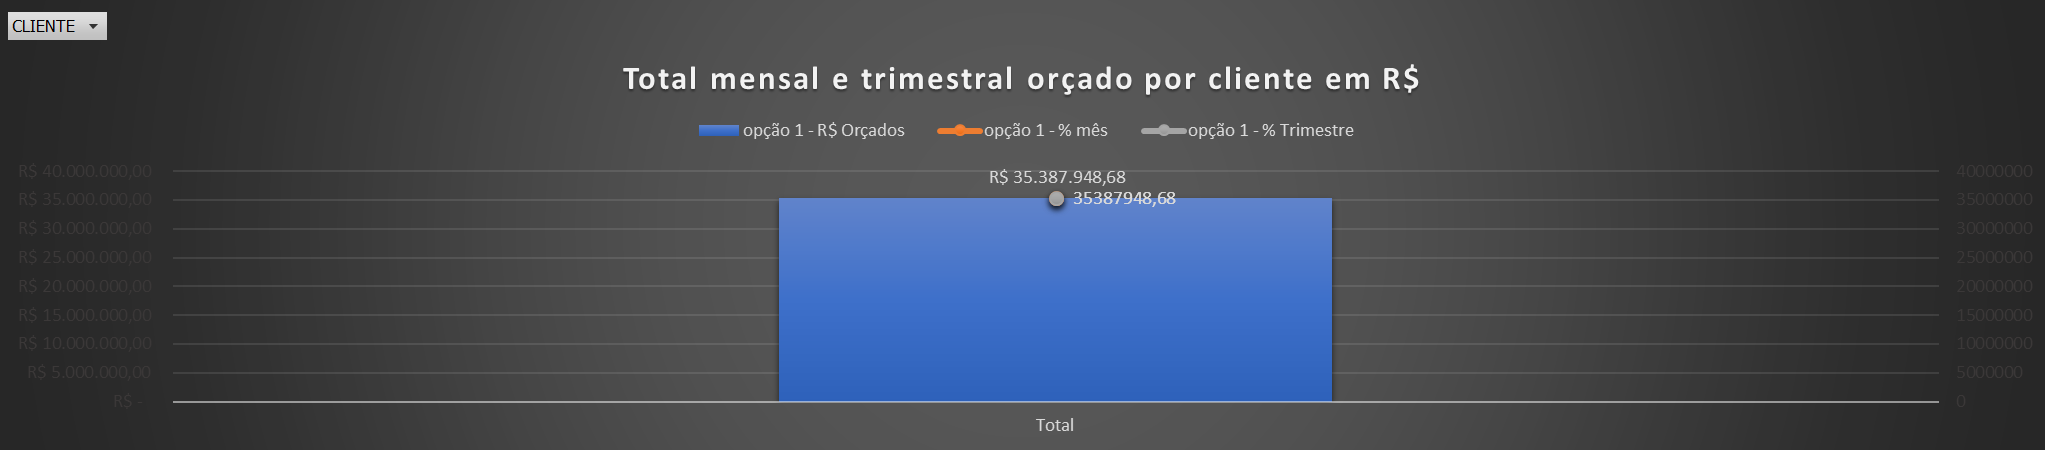 CLIENTE
Total mensal e trimestral orçado por cliente em R$
opção 1 - R$ Orçados
opção 1 - % mês
opção 1 - % Trimestre
R$ 40.000.000,00
R$ 35.000.000,00
R$ 30.000.000,00
R$ 25.000.000,00
R$ 20.000.000,00
R$ 15.000.000,00
R$ 10.000.000,00
R$ 5.000.000,00
R$ -
R$ 35.387.948,68
35387948,68
40000000
35000000
30000000
25000000
20000000
15000000
10000000
5000000
0
Total